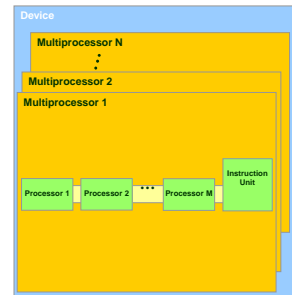 Device
Multiprocessor N
Multiprocessor 2
Multiprocessor 1
Processor 1
Processor 2
...
Processor M
Instruction
Unit